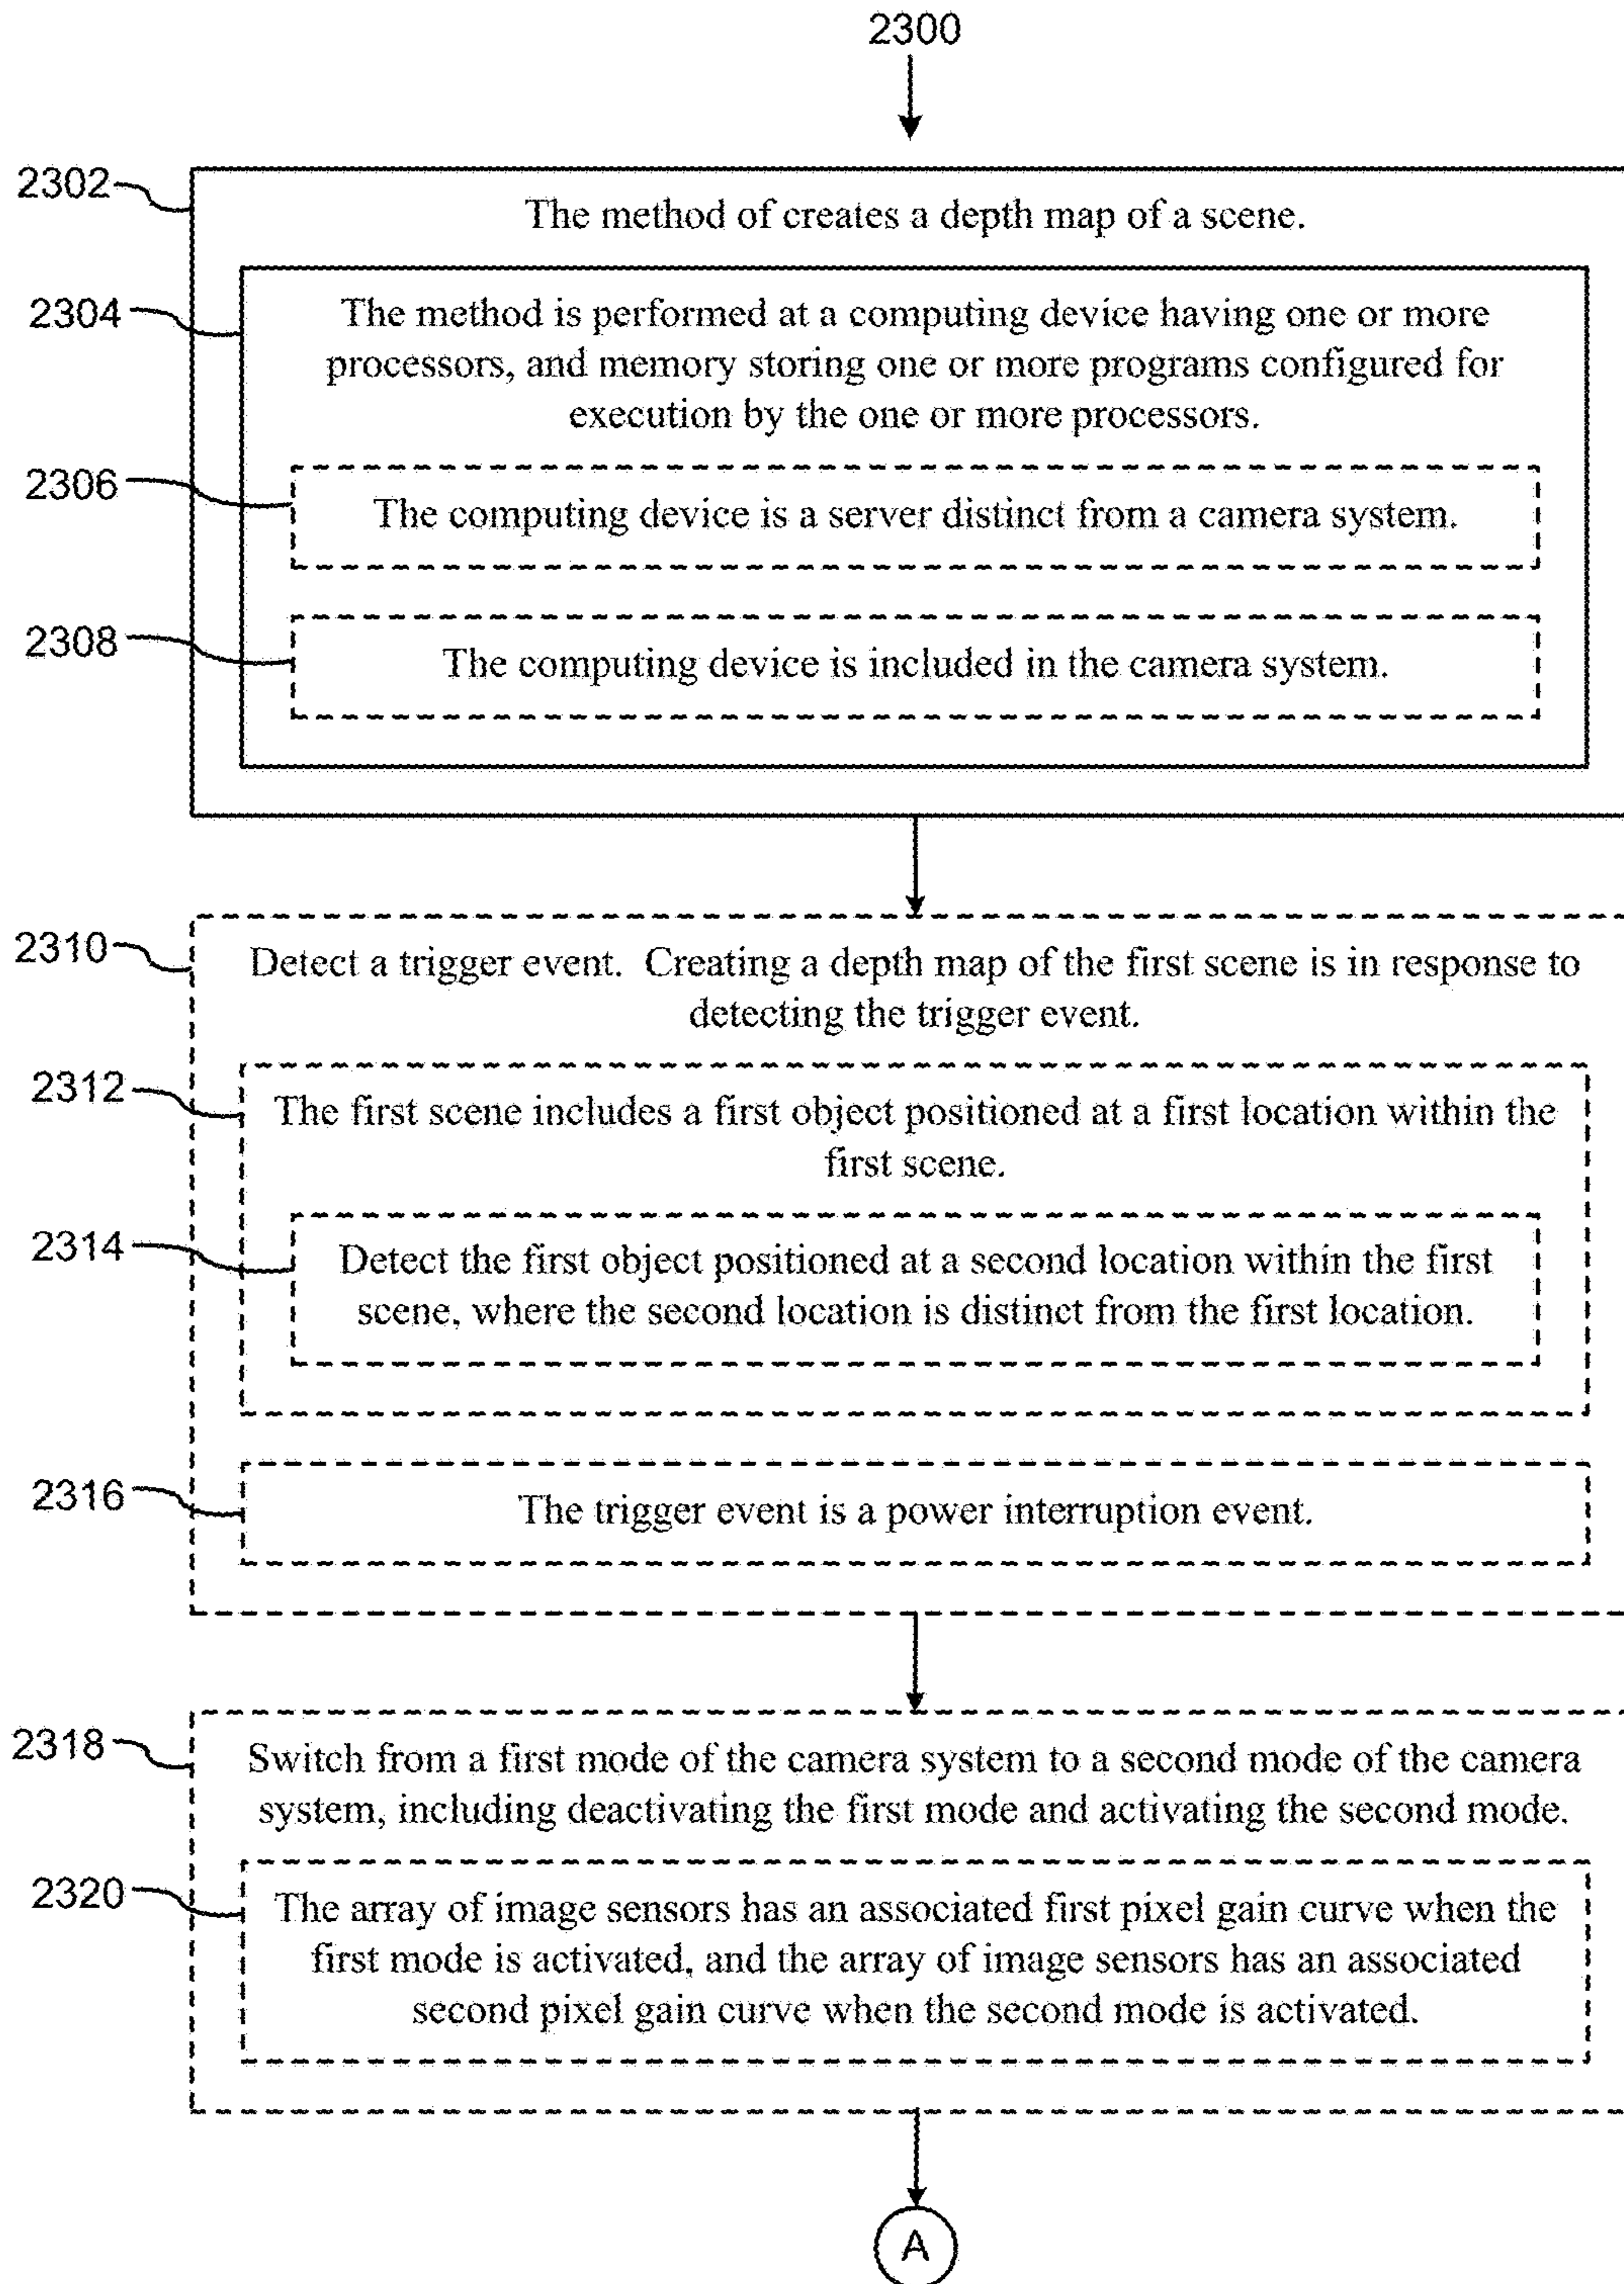 2300
2302
The method of creates a depth map of a scene.
2304
The method is performed at a computing device having one or more
processors, and memory storing one or more programs configured for
execution by the one or more processors.
2306
The computing device is a server distinct from a camera system.
2308
The computing device is included in the camera system.
2310
Detect a trigger event. Creating a depth map of the first scene is in response to
detecting the trigger event.
2312
The first scene includes a first object positioned at a first location within the
first scene.
2314
Detect the first object positioned at a second location within the first
scene, where the second location is distinct from the first location.
2316
The trigger event is a power interruption event.
2318
Switch from a first mode of the camera system to a second mode of the camera
system, including deactivating the first mode and activating the second mode.
2320
The array of image sensors has an associated first pixel gain curve when the
first mode is activated, and the array of image sensors has an associated
second pixel gain curve when the second mode is activated.
A